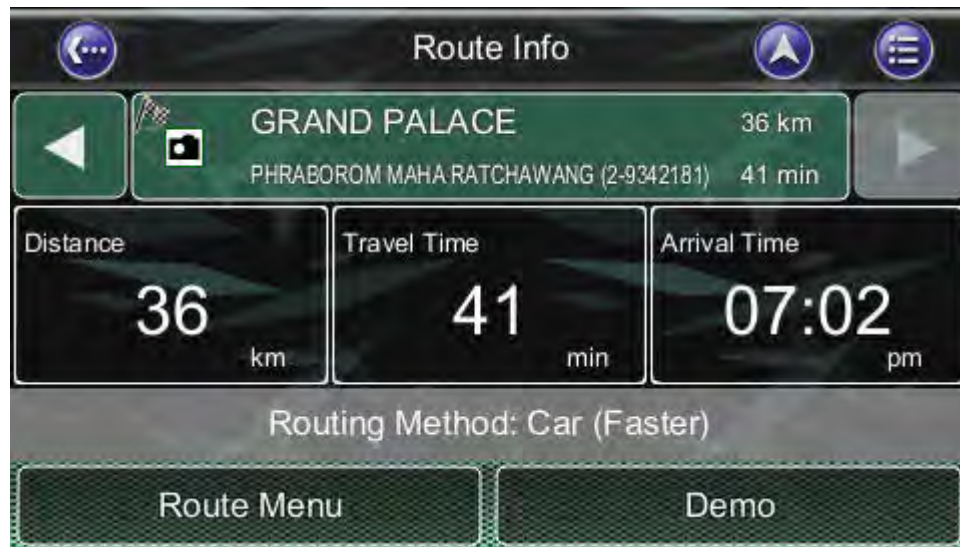 Route Info
GRAND PALACE 36 km
PHRABOROM MAHA RATCHAWANG (2-9342181) 41 min
Distance Travel Time Arrival Time
36 km 41 min 07:02 pm
Routing Method: Car (Faster)
Route Menu Demo